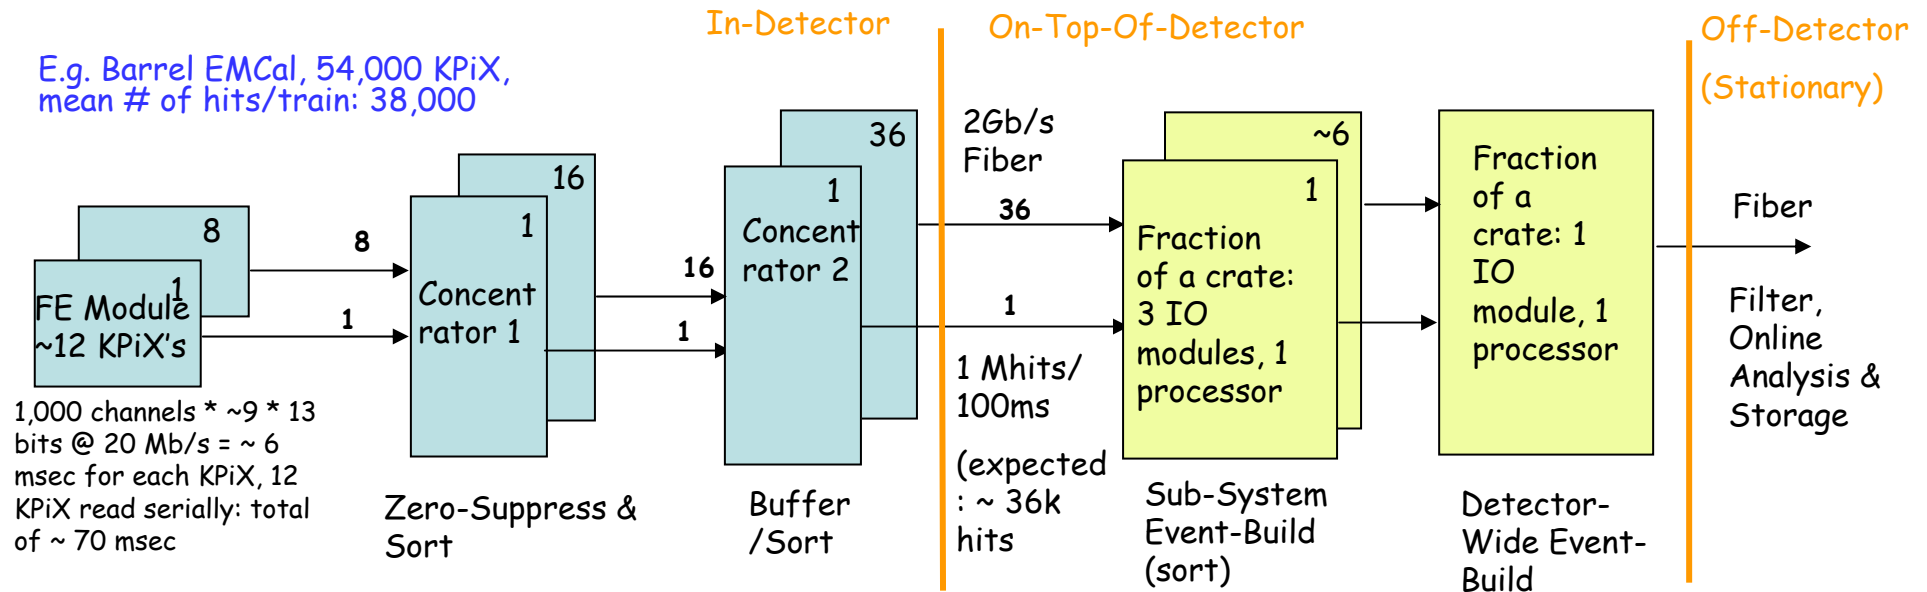 In-Detector
On-Top-Of-Detector
Off-Detector
(Stationary)
E.g. Barrel EMCal, 54,000 KPiX,
mean # of hits/train: 38,000
8
1
FE Module
~12 KPiX's
1,000 channels * ~9 * 13
bits @ 20 Mb/s = ~ 6
msec for each KPiX, 12
KPiX read serially: total
of ~ 70 msec
8
1
16
1
Concent
rator 1
Zero-Suppress &
Sort
16
1
36
1
Concent
rator 2
Buffer
/Sort
2Gb/s
Fiber
36
1
1 Mhits/
100ms
(expected
: ~ 36k
hits
~6
1
Fraction
of a crate:
3 IO
modules, 1
processor
Sub-System
Event-Build
(sort)
Fraction
of a
crate: 1
IO
module, 1
processor
Detector-
Wide Event-
Build
Fiber
Filter,
Online
Analysis &
Storage